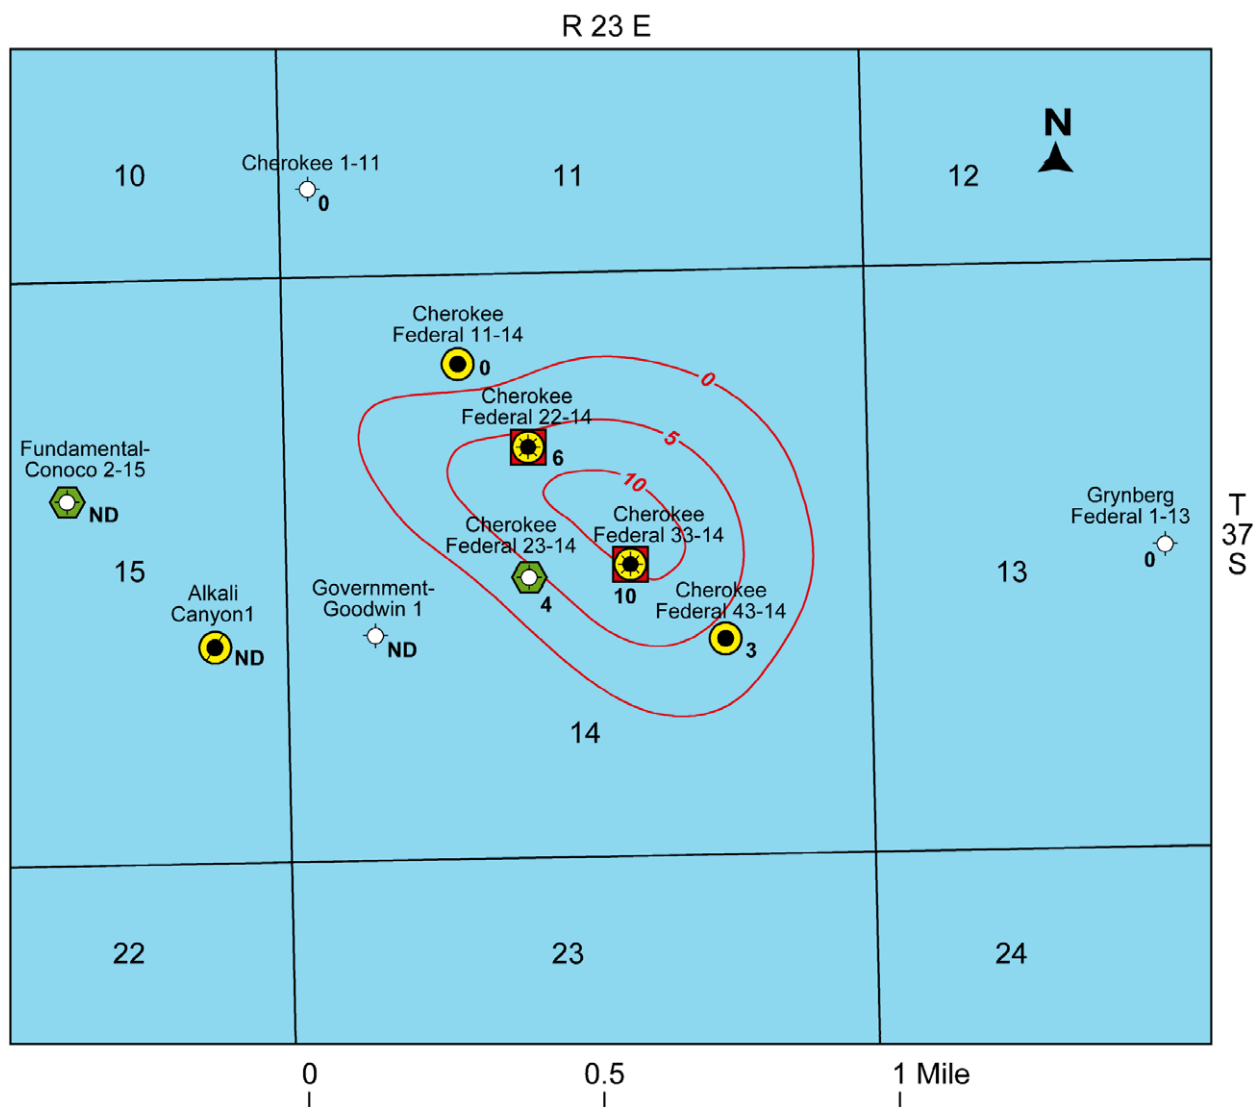 R 23 E
N
10
Cherokee 1-11
0
11
12
Cherokee
Federal 11-14
0
0
Cherokee
Federal 22-14
6
5
10
Fundamental-
Conoco 2-15
ND
Cherokee
Federal 23-14
4
Cherokee
Federal 33-14
10
Grynberg
Federal 1-13
0
T
37
S
15
13
Alkali
Canyon1
ND
Government-
Goodwin 1
ND
Cherokee
Federal 43-14
3
14
22
23
24
0
0.5
1 Mile